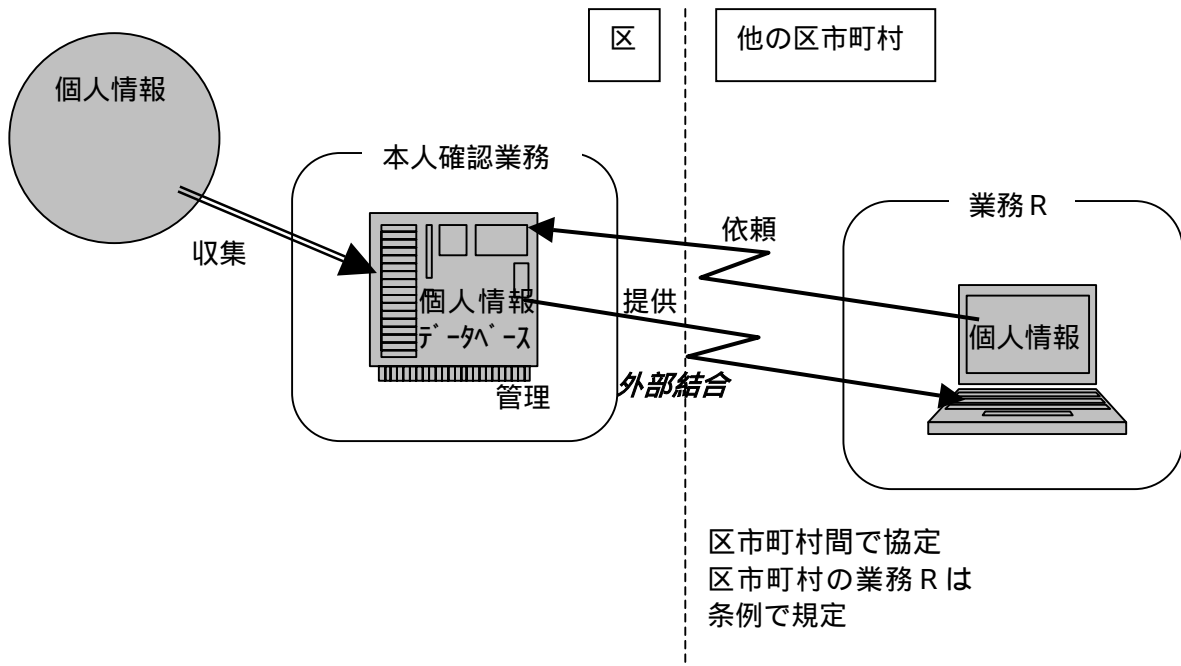 区
他の区市町村
個人情報
本人確認業務
業務Ｒ
収集
依頼
個人情報
ﾃﾞｰﾀﾍﾞｰｽ
提供
個人情報
管理
外部結合
区市町村間で協定
区市町村の業務Ｒは
条例で規定